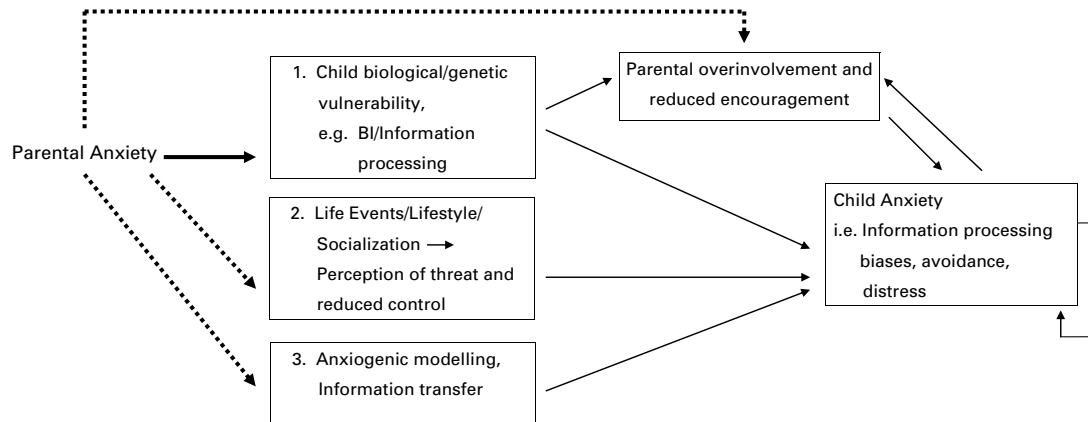 Parental Anxiety
1. Child biological/genetic
vulnerability,
e.g. BI/Information
processing
2. Life Events/Lifestyle/
Socialization →
Perception of threat and
reduced control
3. Anxiogenic modelling,
Information transfer
Parental overinvolvement and
reduced encouragement
Child Anxiety
i.e. Information processing
biases, avoidance,
distress